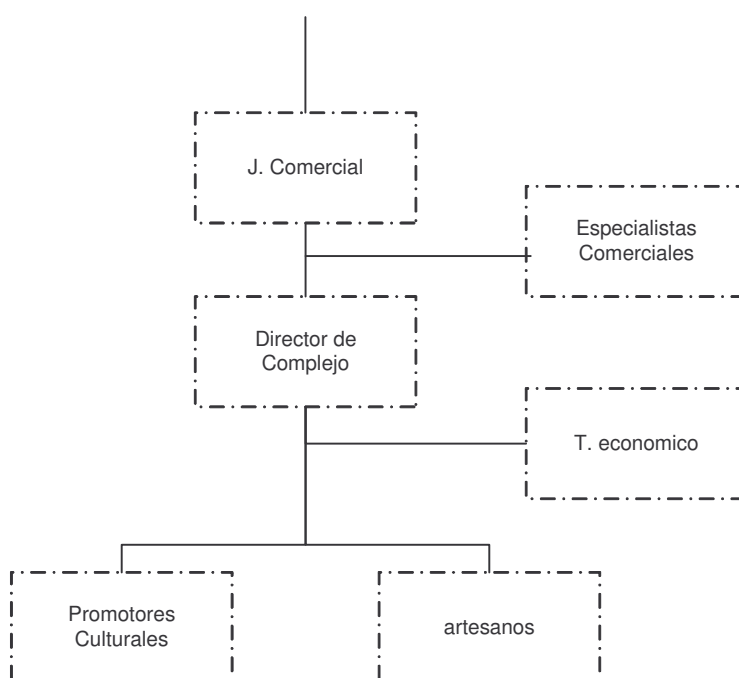 J. Comercial
Especialistas
Comerciales
Director de
Complejo
T. economico
Promotores
Culturales
artesanos